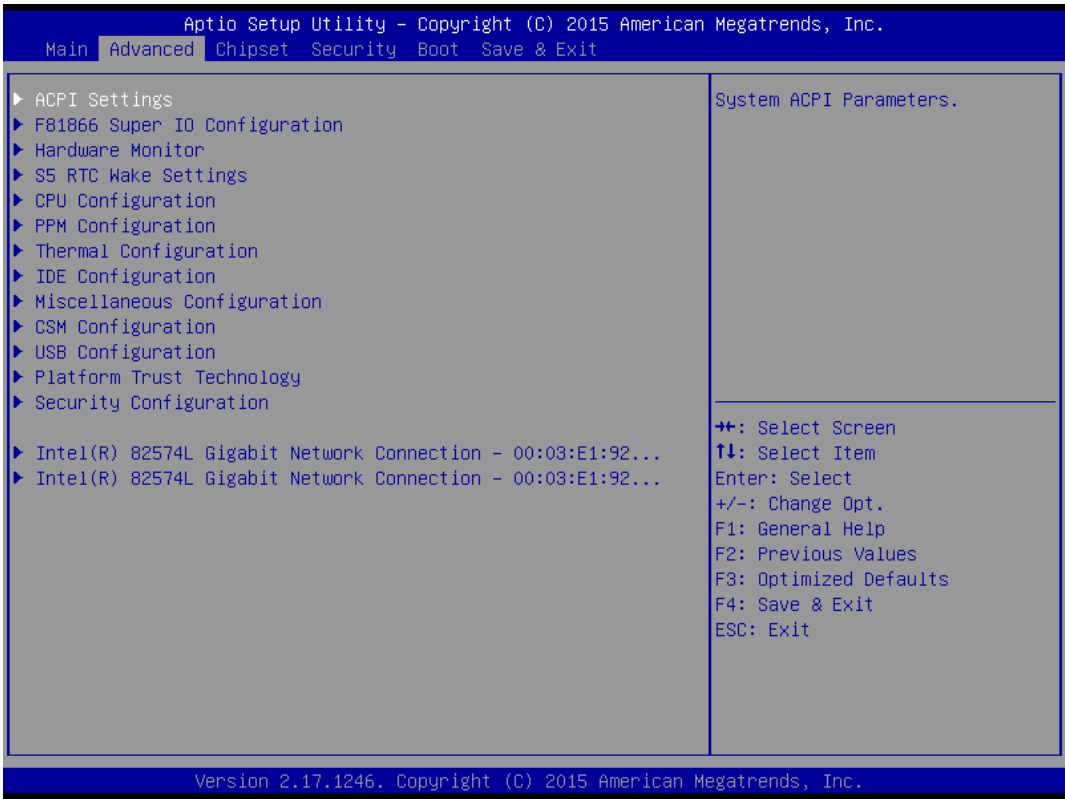 Aptio Setup Utility – Copyright (C) 2015 American Megatrends, Inc.
Main Advanced Chipset Security Boot Save & Exit
▶ ACPI Settings
▶ F81866 Super IO Configuration
▶ Hardware Monitor
▶ S5 RTC Wake Settings
▶ CPU Configuration
▶ PPM Configuration
▶ Thermal Configuration
▶ IDE Configuration
▶ Miscellaneous Configuration
▶ CSM Configuration
▶ USB Configuration
▶ Platform Trust Technology
▶ Security Configuration
▶ Intel(R) 82574L Gigabit Network Connection – 00:03:E1:92...
▶ Intel(R) 82574L Gigabit Network Connection – 00:03:E1:92...
System ACPI Parameters.
→←: Select Screen
↑↓: Select Item
Enter: Select
+/-: Change Opt.
F1: General Help
F2: Previous Values
F3: Optimized Defaults
F4: Save & Exit
ESC: Exit
Version 2.17.1246. Copyright (C) 2015 American Megatrends, Inc.